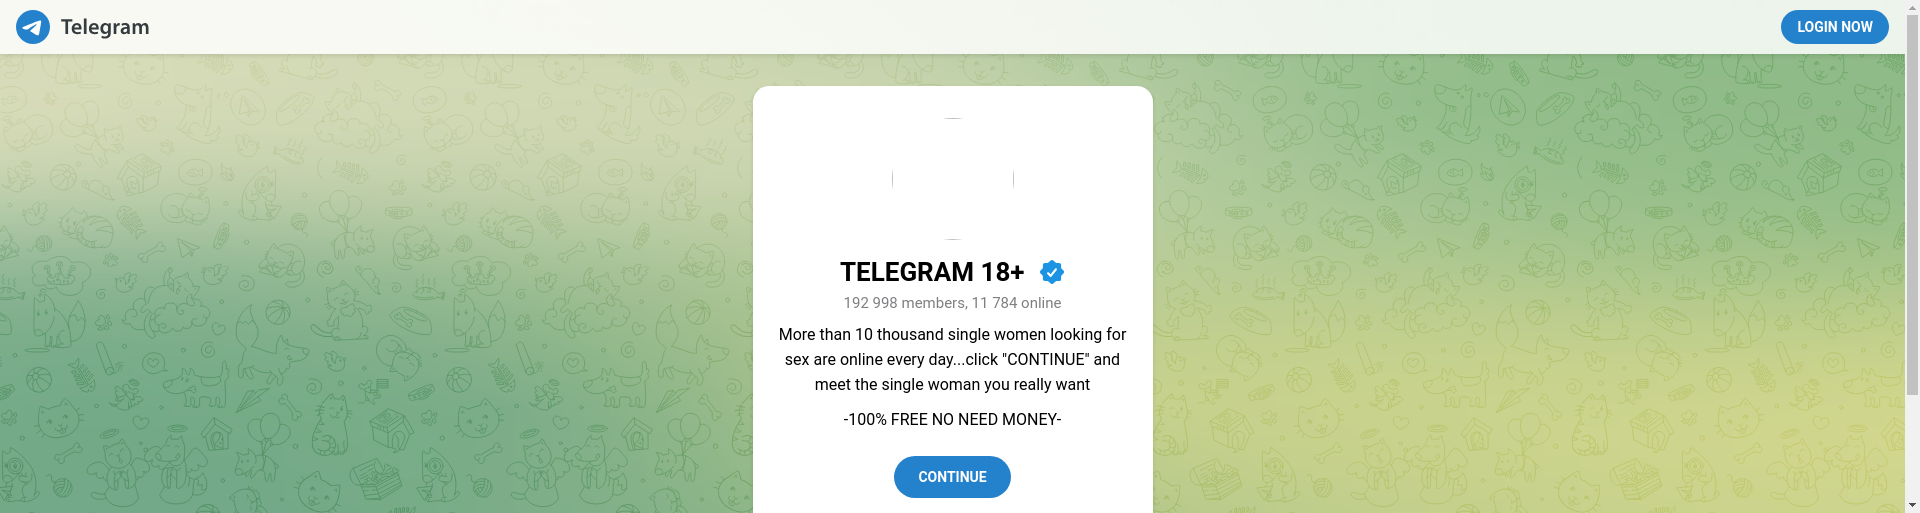 Telegram
LOGIN NOW
TELEGRAM 18+
192 998 members, 11 784 online
More than 10 thousand single women looking for
sex are online every day...click "CONTINUE" and
meet the single woman you really want
-100% FREE NO NEED MONEY-
CONTINUE